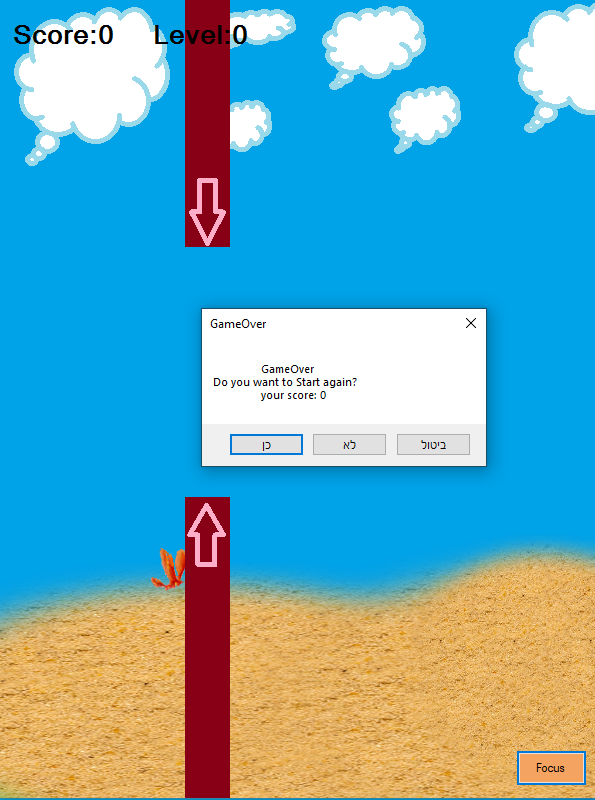 Score:0 Level:0
GameOver
GameOver
Do you want to Start again?
your score: 0
כן
לא
ביטול
Focus